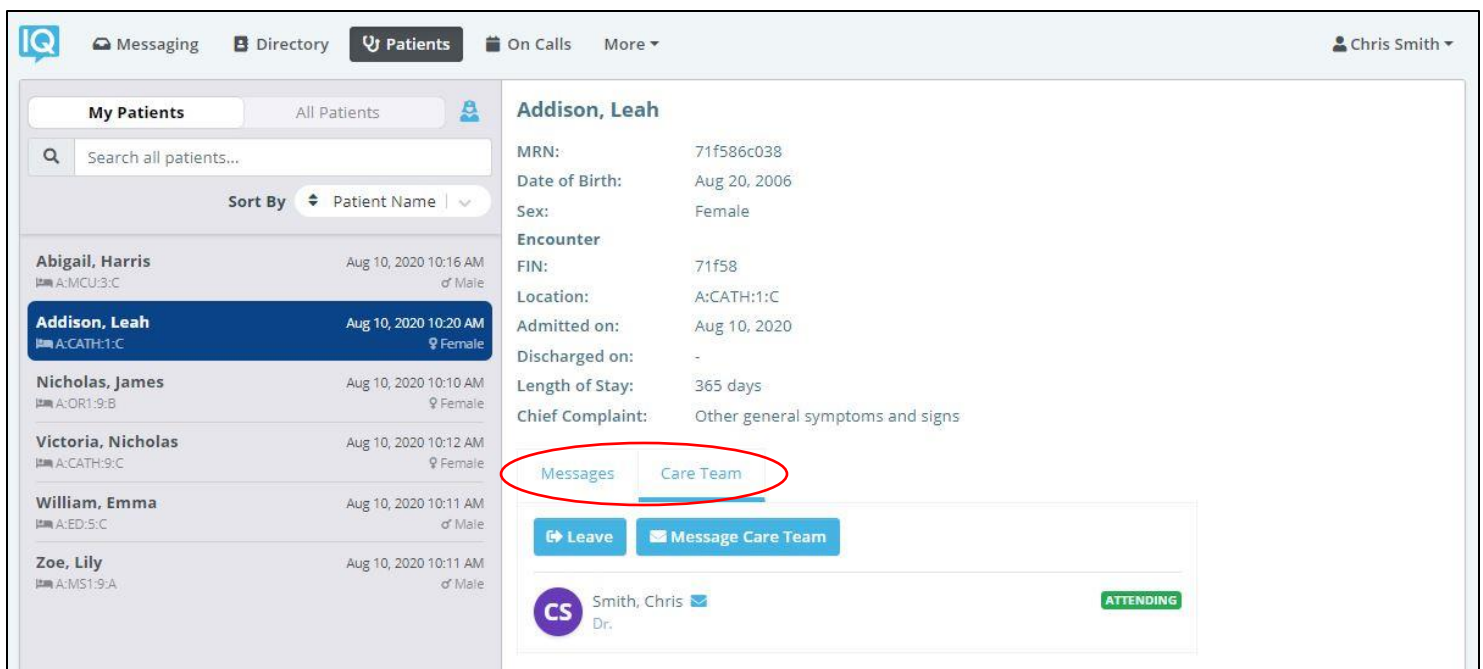 IQ Messaging Directory Patients On Calls More Chris Smith
My Patients All Patients
Search all patients...
Sort By Patient Name
Abigail, Harris Aug 10, 2020 10:16 AM
A:MCU:3:C Male
Addison, Leah Aug 10, 2020 10:20 AM
A:CATH:1:C Female
Nicholas, James Aug 10, 2020 10:10 AM
A:OR1:9:B Female
Victoria, Nicholas Aug 10, 2020 10:12 AM
A:CATH:9:C Female
William, Emma Aug 10, 2020 10:11 AM
A:ED:5:C Male
Zoe, Lily Aug 10, 2020 10:11 AM
A:MS1:9:A Male
Addison, Leah
MRN: 71f586c038
Date of Birth: Aug 20, 2006
Sex: Female
Encounter
FIN: 71f58
Location: A:CATH:1:C
Admitted on: Aug 10, 2020
Discharged on: -
Length of Stay: 365 days
Chief Complaint: Other general symptoms and signs
Messages Care Team
Leave Message Care Team
CS Smith, Chris ATTENDING
Dr.